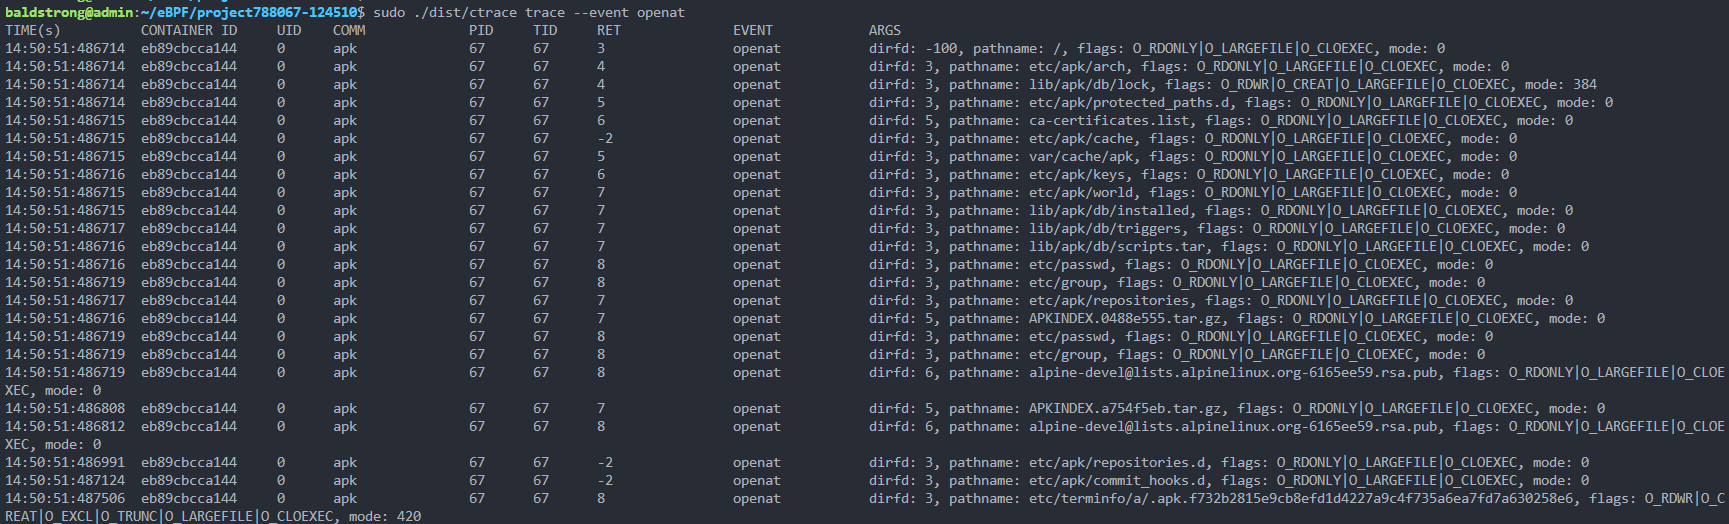 baldstrong@admin:~/eBPF/project788067-124510$ sudo ./dist/ctrace trace --event openat
TIME(s) CONTAINER ID UID COMM PID TID RET EVENT ARGS
14:50:51:486714 eb89cbcca144 0 apk 67 67 3 openat dirfd: -100, pathname: /, flags: O_RDONLY|O_LARGEFILE|O_CLOEXEC, mode: 0
14:50:51:486714 eb89cbcca144 0 apk 67 67 4 openat dirfd: 3, pathname: etc/apk/arch, flags: O_RDONLY|O_LARGEFILE|O_CLOEXEC, mode: 0
14:50:51:486714 eb89cbcca144 0 apk 67 67 4 openat dirfd: 3, pathname: lib/apk/db/lock, flags: O_RDWR|O_CREAT|O_LARGEFILE|O_CLOEXEC, mode: 384
14:50:51:486714 eb89cbcca144 0 apk 67 67 5 openat dirfd: 3, pathname: etc/apk/protected_paths.d, flags: O_RDONLY|O_LARGEFILE|O_CLOEXEC, mode: 0
14:50:51:486715 eb89cbcca144 0 apk 67 67 6 openat dirfd: 5, pathname: ca-certificates.list, flags: O_RDONLY|O_LARGEFILE|O_CLOEXEC, mode: 0
14:50:51:486715 eb89cbcca144 0 apk 67 67 -2 openat dirfd: 3, pathname: etc/apk/cache, flags: O_RDONLY|O_LARGEFILE|O_CLOEXEC, mode: 0
14:50:51:486715 eb89cbcca144 0 apk 67 67 5 openat dirfd: 3, pathname: var/cache/apk, flags: O_RDONLY|O_LARGEFILE|O_CLOEXEC, mode: 0
14:50:51:486716 eb89cbcca144 0 apk 67 67 6 openat dirfd: 3, pathname: etc/apk/keys, flags: O_RDONLY|O_LARGEFILE|O_CLOEXEC, mode: 0
14:50:51:486715 eb89cbcca144 0 apk 67 67 7 openat dirfd: 3, pathname: etc/apk/world, flags: O_RDONLY|O_LARGEFILE|O_CLOEXEC, mode: 0
14:50:51:486715 eb89cbcca144 0 apk 67 67 7 openat dirfd: 3, pathname: lib/apk/db/installed, flags: O_RDONLY|O_LARGEFILE|O_CLOEXEC, mode: 0
14:50:51:486717 eb89cbcca144 0 apk 67 67 7 openat dirfd: 3, pathname: lib/apk/db/triggers, flags: O_RDONLY|O_LARGEFILE|O_CLOEXEC, mode: 0
14:50:51:486716 eb89cbcca144 0 apk 67 67 7 openat dirfd: 3, pathname: lib/apk/db/scripts.tar, flags: O_RDONLY|O_LARGEFILE|O_CLOEXEC, mode: 0
14:50:51:486716 eb89cbcca144 0 apk 67 67 8 openat dirfd: 3, pathname: etc/passwd, flags: O_RDONLY|O_LARGEFILE|O_CLOEXEC, mode: 0
14:50:51:486719 eb89cbcca144 0 apk 67 67 8 openat dirfd: 3, pathname: etc/group, flags: O_RDONLY|O_LARGEFILE|O_CLOEXEC, mode: 0
14:50:51:486717 eb89cbcca144 0 apk 67 67 7 openat dirfd: 3, pathname: etc/apk/repositories, flags: O_RDONLY|O_LARGEFILE|O_CLOEXEC, mode: 0
14:50:51:486716 eb89cbcca144 0 apk 67 67 7 openat dirfd: 5, pathname: APKINDEX.0488e555.tar.gz, flags: O_RDONLY|O_LARGEFILE|O_CLOEXEC, mode: 0
14:50:51:486719 eb89cbcca144 0 apk 67 67 8 openat dirfd: 3, pathname: etc/passwd, flags: O_RDONLY|O_LARGEFILE|O_CLOEXEC, mode: 0
14:50:51:486719 eb89cbcca144 0 apk 67 67 8 openat dirfd: 3, pathname: etc/group, flags: O_RDONLY|O_LARGEFILE|O_CLOEXEC, mode: 0
14:50:51:486719 eb89cbcca144 0 apk 67 67 8 openat dirfd: 6, pathname: alpine-devel@lists.alpinelinux.org-6165ee59.rsa.pub, flags: O_RDONLY|O_LARGEFILE|O_CLOE
XEC, mode: 0
14:50:51:486808 eb89cbcca144 0 apk 67 67 7 openat dirfd: 5, pathname: APKINDEX.a754f5eb.tar.gz, flags: O_RDONLY|O_LARGEFILE|O_CLOEXEC, mode: 0
14:50:51:486812 eb89cbcca144 0 apk 67 67 8 openat dirfd: 6, pathname: alpine-devel@lists.alpinelinux.org-6165ee59.rsa.pub, flags: O_RDONLY|O_LARGEFILE|O_CLOE
XEC, mode: 0
14:50:51:486991 eb89cbcca144 0 apk 67 67 -2 openat dirfd: 3, pathname: etc/apk/repositories.d, flags: O_RDONLY|O_LARGEFILE|O_CLOEXEC, mode: 0
14:50:51:487124 eb89cbcca144 0 apk 67 67 -2 openat dirfd: 3, pathname: etc/apk/commit_hooks.d, flags: O_RDONLY|O_LARGEFILE|O_CLOEXEC, mode: 0
14:50:51:487506 eb89cbcca144 0 apk 67 67 8 openat dirfd: 3, pathname: etc/terminfo/a/.apk.f732b2815e9cb8efd1d4227a9c4f735a6ea7fd7a630258e6, flags: O_RDWR|O_C
REAT|O_EXCL|O_TRUNC|O_LARGEFILE|O_CLOEXEC, mode: 420